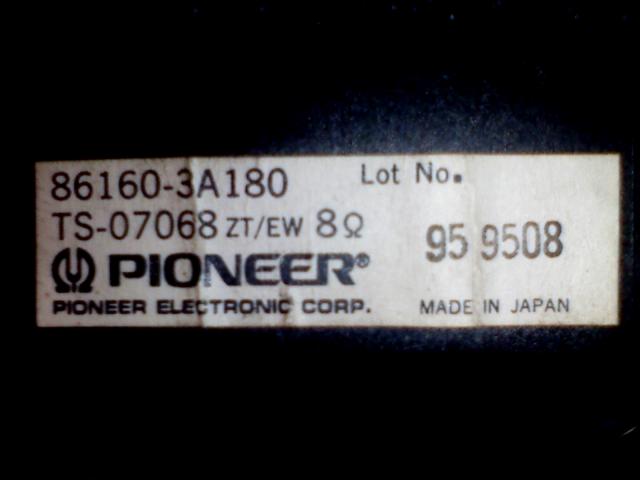 86160-3A180
Lot No.
TS-07068 ZT/EW 8Ω
95 9508
PIONEER®
PIONEER ELECTRONIC CORP.
MADE IN JAPAN